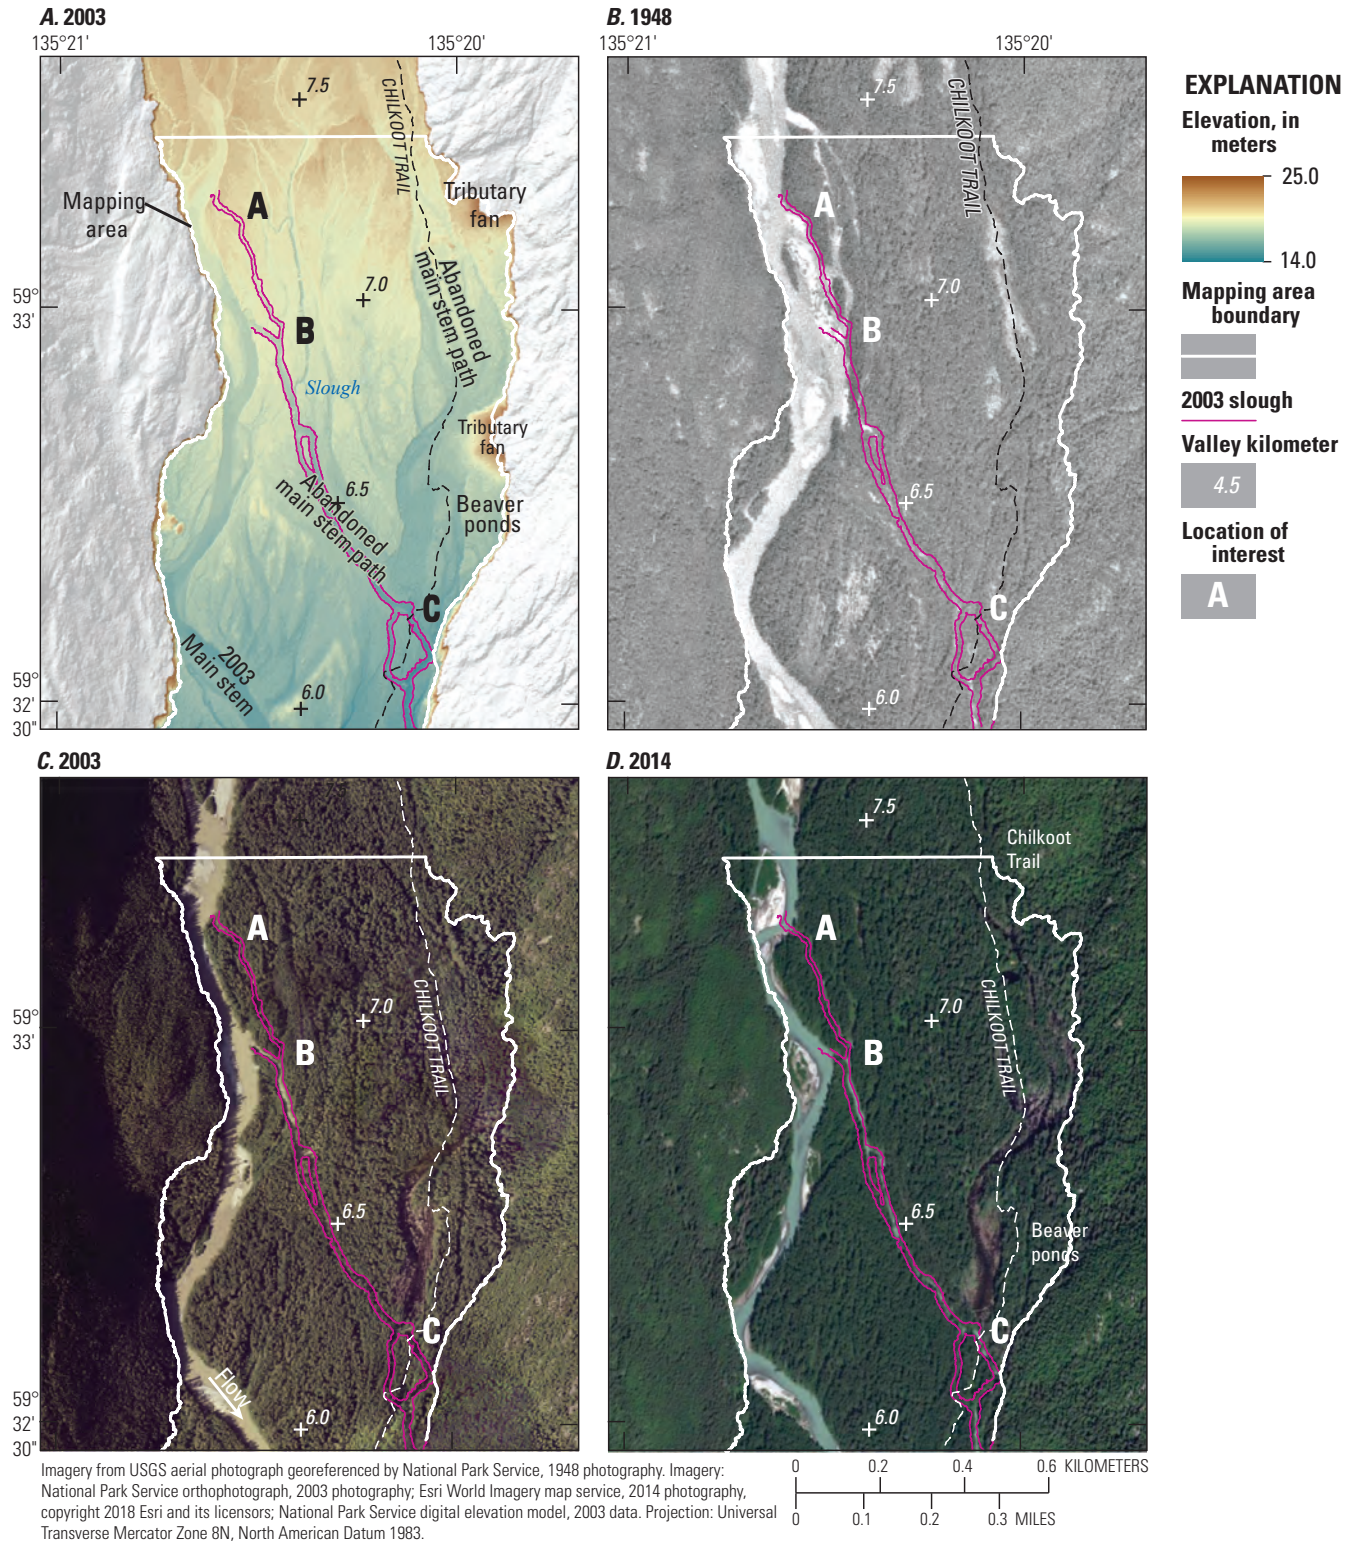 A. 2003
135°21'
135°20'
7.5
CHILKOOT TRAIL
Mapping
area
A
Tributary
fan
Abandoned
main stem path
7.0
59°
33'
B
Slough
Tributary
fan
Abandoned
main stem path
6.5
Beaver
ponds
C
2003
Main stem
59°
32'
30"
6.0
B. 1948
135°21'
135°20'
7.5
CHILKOOT TRAIL
A
7.0
B
6.5
C
6.0
EXPLANATION
Elevation, in
meters
25.0
14.0
Mapping area
boundary
2003 slough
Valley kilometer
4.5
Location of
interest
A
C. 2003
A
7.0
CHILKOOT TRAIL
59°
33'
B
6.5
C
Flow
59°
32'
30"
6.0
D. 2014
7.5
Chilkoot
Trail
A
CHILKOOT TRAIL
7.0
B
6.5
Beaver
ponds
C
6.0
Imagery from USGS aerial photograph georeferenced by National Park Service, 1948 photography. Imagery:
National Park Service orthophotograph, 2003 photography; Esri World Imagery map service, 2014 photography,
copyright 2018 Esri and its licensors; National Park Service digital elevation model, 2003 data. Projection: Universal
Transverse Mercator Zone 8N, North American Datum 1983.
0 0.2 0.4 0.6 KILOMETERS
0 0.1 0.2 0.3 MILES